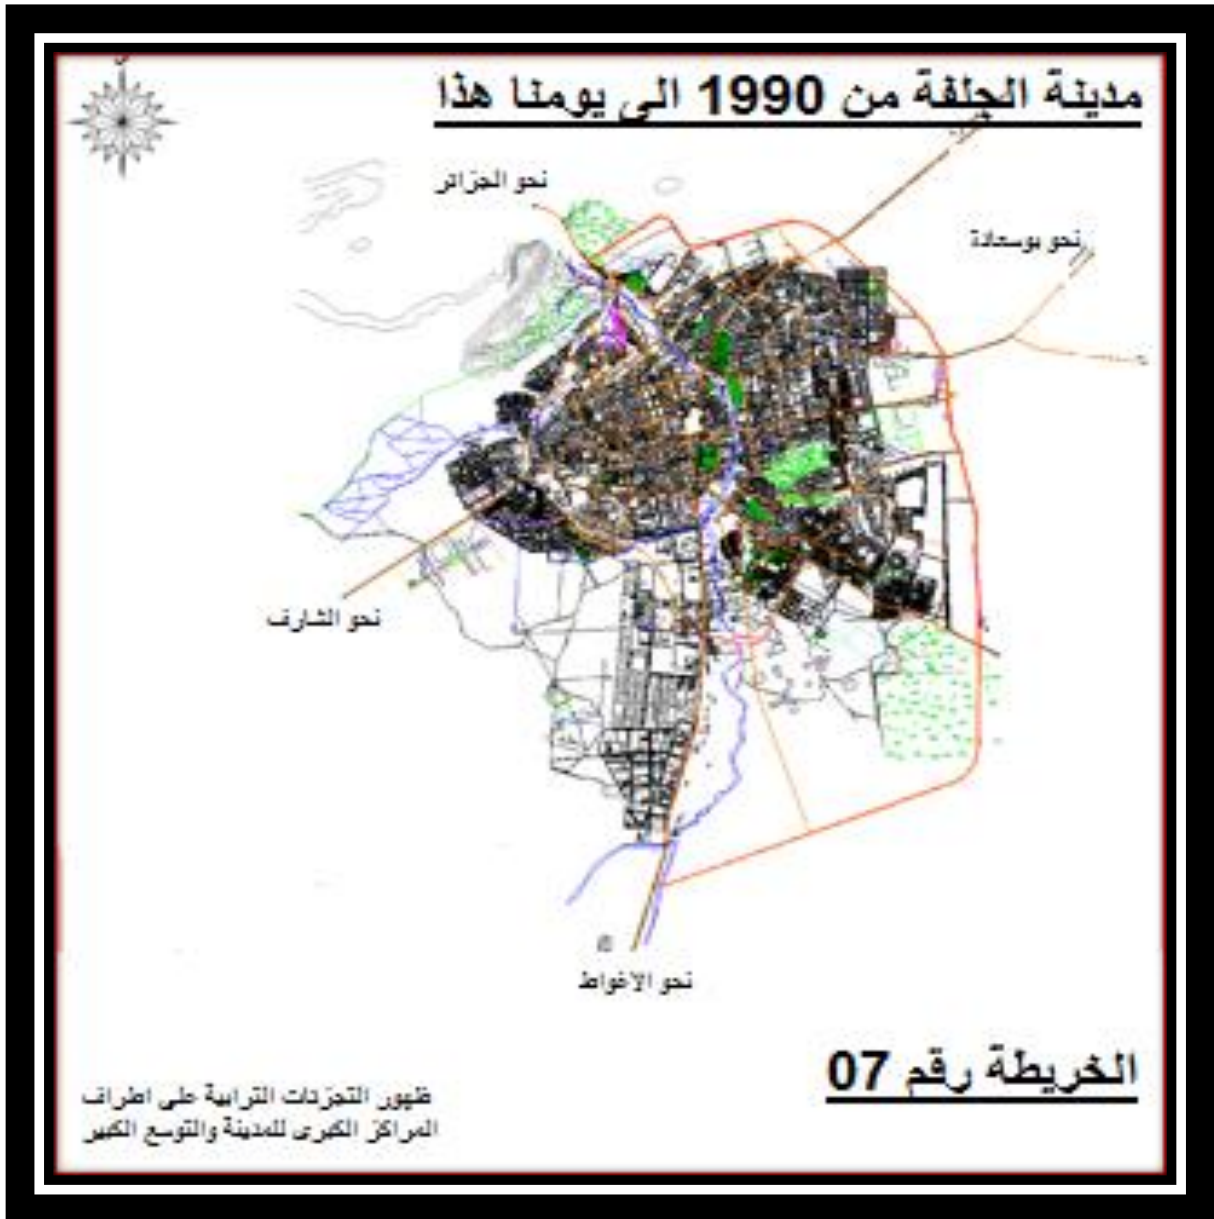 مدينة الجلفة من 1990 الى يومنا هذا
نحو الجزائر
نحو بوسعادة
نحو الشارف
نحو الاغواط
الخريطة رقم 07
ظهور التجزئات الترابية على اطراف
المراكز الكبرى للمدينة والتوسع الكبير